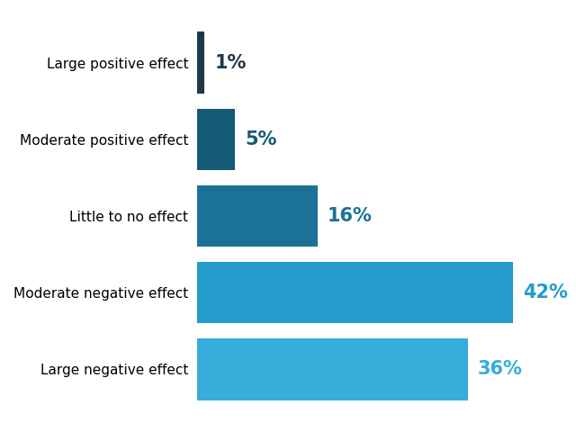 Large positive effect 1%
Moderate positive effect 5%
Little to no effect 16%
Moderate negative effect 42%
Large negative effect 36%